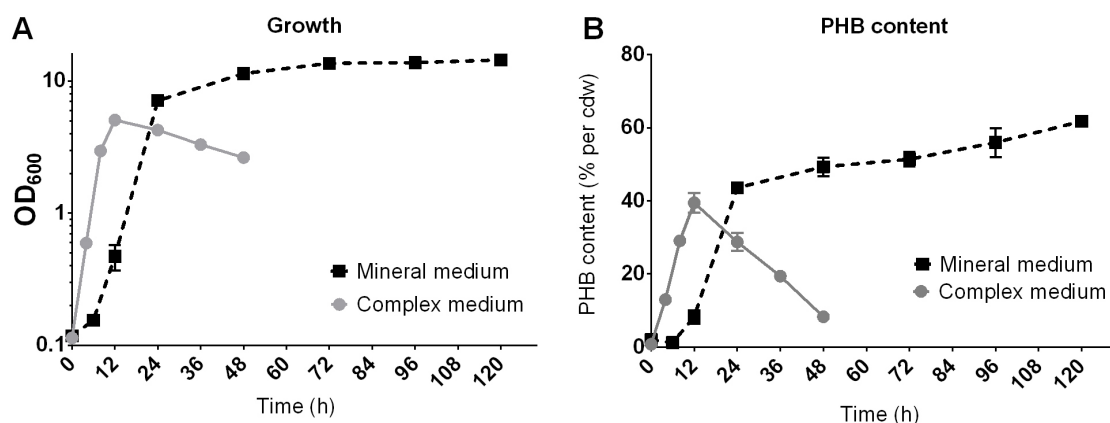 A
Growth
OD600
10
1
0.1
Mineral medium
Complex medium
0 12 24 36 48 60 72 84 96 108 120
Time (h)
B
PHB content
PHB content (% per cdw)
80
60
40
20
0
Mineral medium
Complex medium
0 12 24 36 48 60 72 84 96 108 120
Time (h)